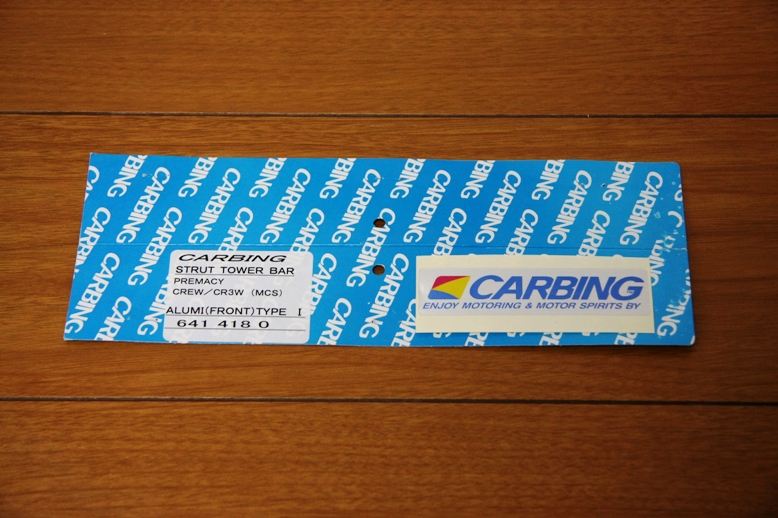 CARBING
STRUT TOWER BAR
PREMACY
CREW/CR3W (MCS)
ALUMI(FRONT)TYPE I
641 418 0
CARBING
ENJOY MOTORING & MOTOR SPIRITS BY